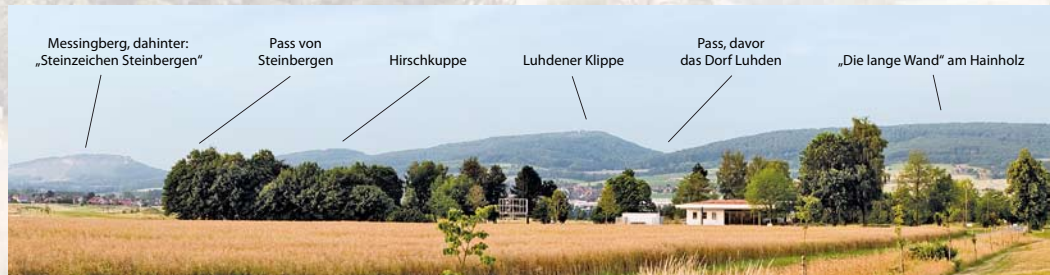 Messingberg, dahinter:
„Steinzeichen Steinbergen“
Pass von
Steinbergen
Hirschkuppe
Luhdener Klippe
Pass, davor
das Dorf Luhden
„Die lange Wand“ am Hainholz